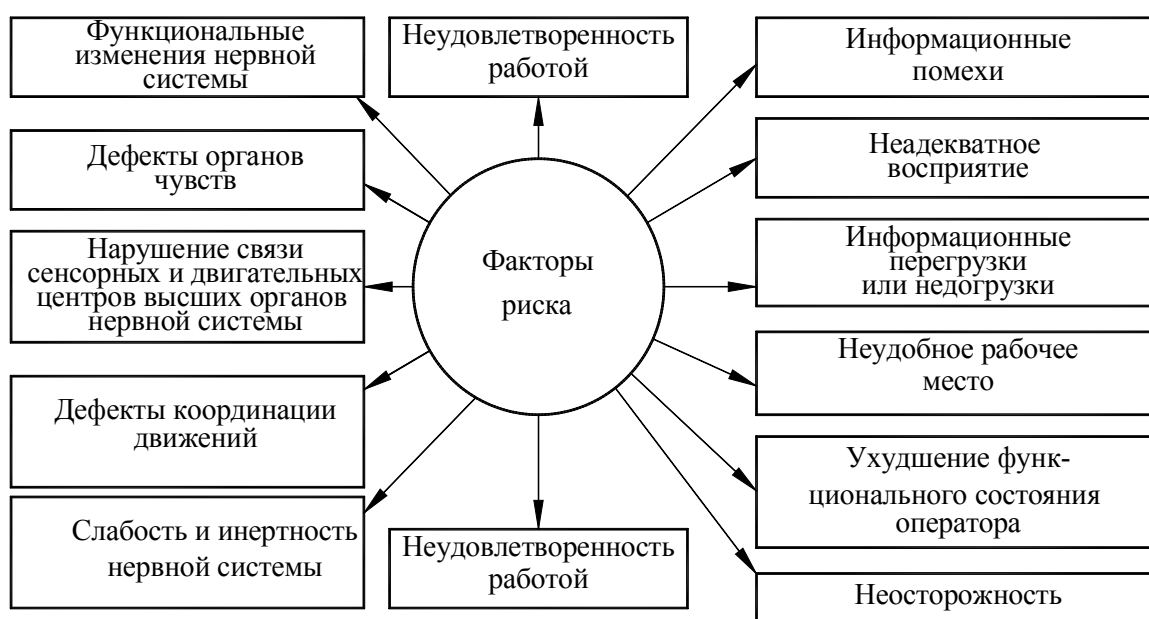 Функциональные
изменения нервной
системы
Неудовлетворенность
работой
Информационные
помехи
Дефекты органов
чувств
Неадекватное
восприятие
Нарушение связи
сенсорных и двигательных
центров высших органов
нервной системы
Факторы
риска
Информационные
перегрузки
или недогрузки
Неудобное рабочее
место
Дефекты координации
движений
Ухудшение функ-
ционального состояния
оператора
Слабость и инертность
нервной системы
Неудовлетворенность
работой
Неосторожность